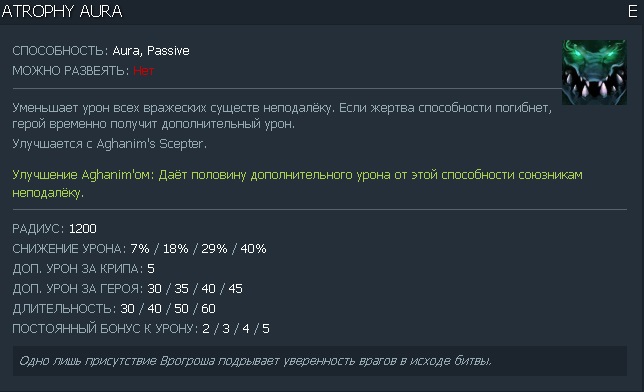 ATROPHY AURA E
СПОСОБНОСТЬ: Aura, Passive
МОЖНО РАЗВЕЯТЬ: Нет
Уменьшает урон всех вражеских существ неподалёку. Если жертва способности погибнет,
герой временно получит дополнительный урон.
Улучшается с Aghanim's Scepter.
Улучшение Aghanim'ом: Даёт половину дополнительного урона от этой способности союзникам
неподалёку.
РАДИУС: 1200
СНИЖЕНИЕ УРОНА: 7% / 18% / 29% / 40%
ДОП. УРОН ЗА КРИПА: 5
ДОП. УРОН ЗА ГЕРОЯ: 30 / 35 / 40 / 45
ДЛИТЕЛЬНОСТЬ: 30 / 40 / 50 / 60
ПОСТОЯННЫЙ БОНУС К УРОНУ: 2 / 3 / 4 / 5
Одно лишь присутствие Врогроша подрывает уверенность врагов в исходе битвы.